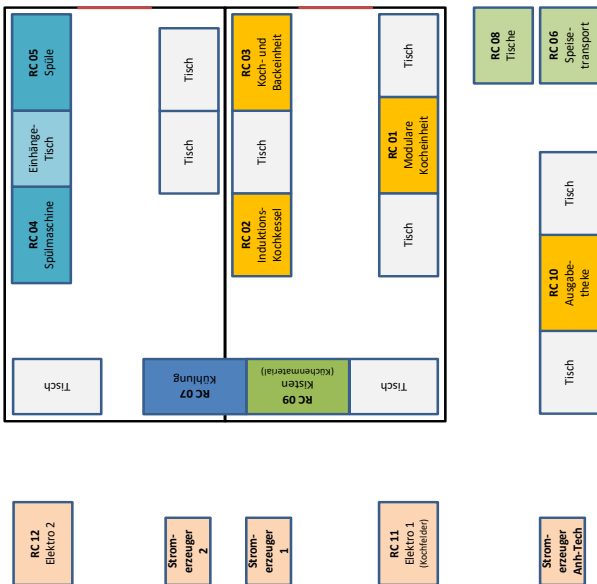 RC 05
Spüle
Einhänge-
Tisch
RC 04
Spülmaschine
Tisch
Tisch
RC 03
Koch- und
Backeinheit
Tisch
RC 02
Induktions-
Kochkessel
Tisch
RC 01
Modulare
Kocheinheit
Tisch
RC 08
Tische
RC 06
Speise-
transport
Tisch
RC 10
Ausgabe-
theke
Tisch
Tisch
RC 07
Kühlung
RC 09
Kisten
(Küchenmaterial)
Tisch
RC 12
Elektro 2
Strom-
erzeuger
2
Strom-
erzeuger
1
RC 11
Elektro 1
(Kochfelder)
Strom-
erzeuger
Anh-Tech